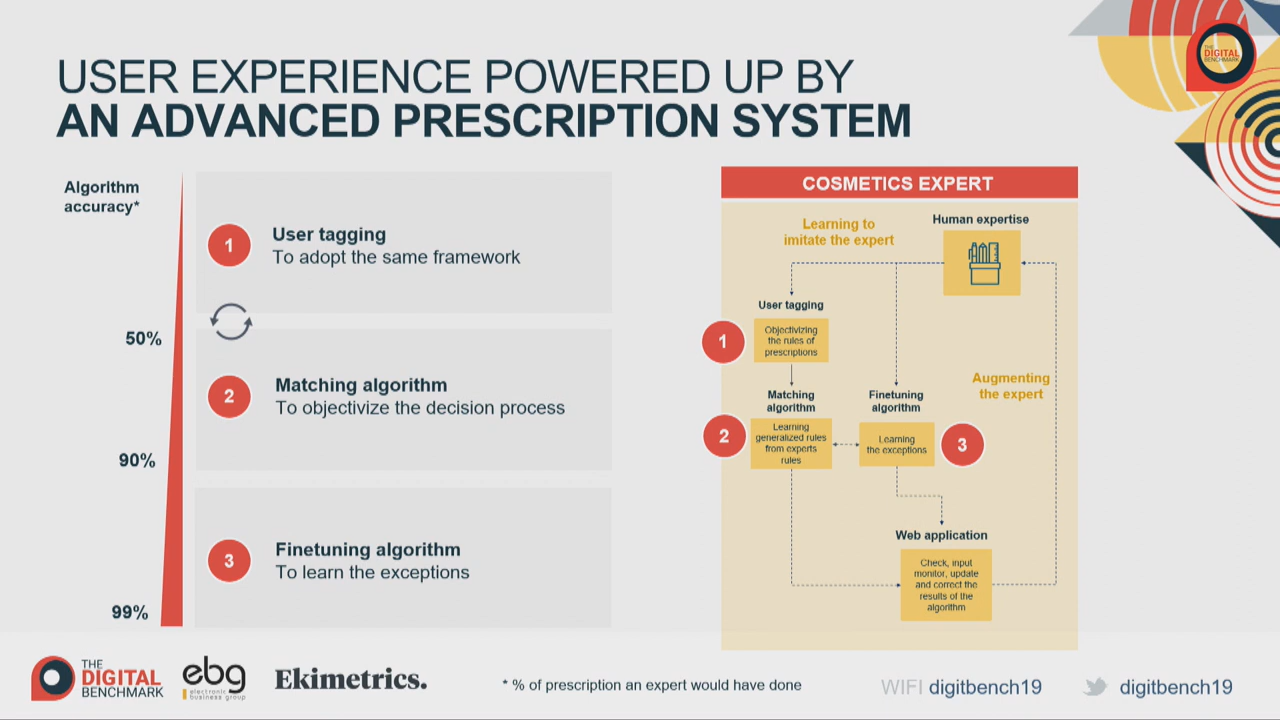 USER EXPERIENCE POWERED UP BY
AN ADVANCED PRESCRIPTION SYSTEM
THE
DIGITAL
BENCHMARK
Algorithm
accuracy*
50%
90%
99%
1
User tagging
To adopt the same framework
2
Matching algorithm
To objectivize the decision process
3
Finetuning algorithm
To learn the exceptions
COSMETICS EXPERT
Learning to
imitate the expert
Human expertise
User tagging
1
Objectivizing
the rules of
prescriptions
Augmenting
the expert
Matching
algorithm
2
Learning
generalized rules
from experts
rules
Finetuning
algorithm
Learning
the exceptions
3
Web application
Check, input
monitor, update
and correct the
results of the
algorithm
THE
DIGITAL
BENCHMARK
ebg
electronic
business group
Ekimetrics.
* % of prescription an expert would have done
WIFI digitbench19
digitbench19